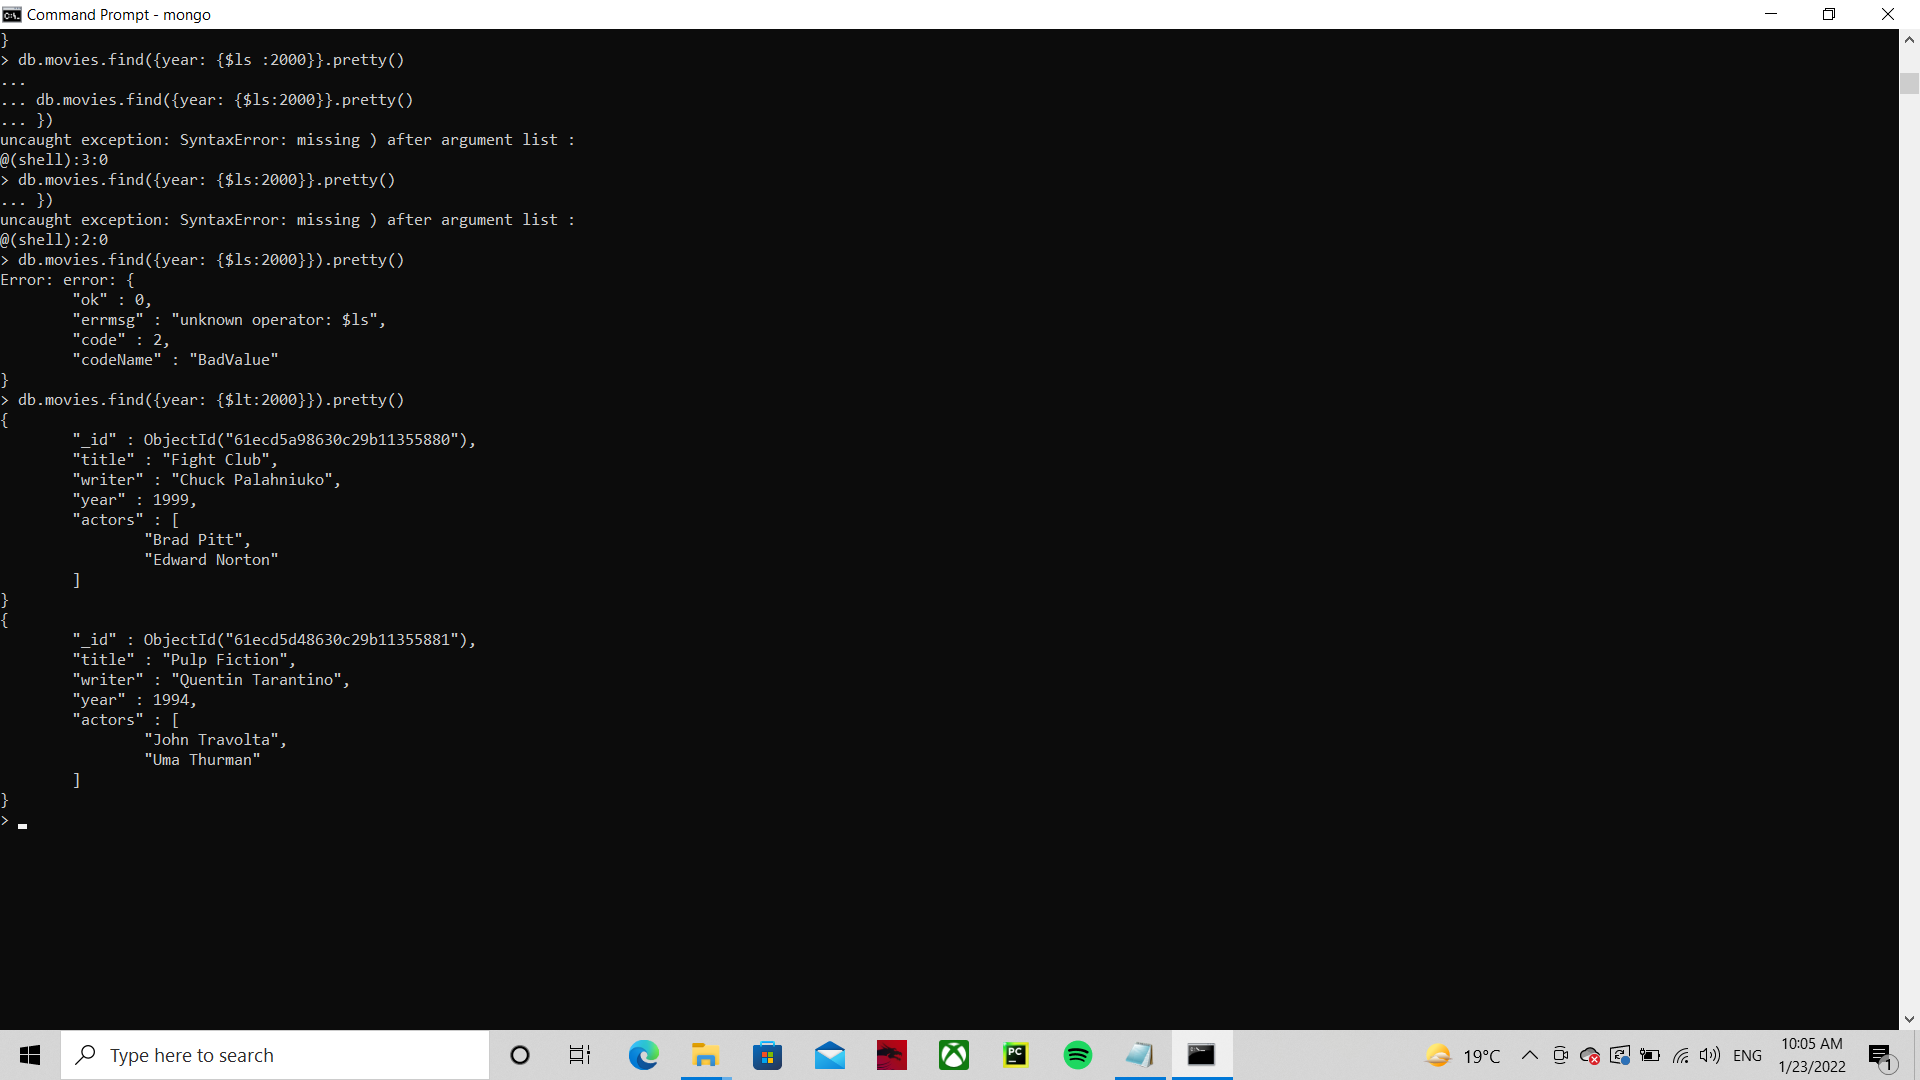 Command Prompt - mongo
}
> db.movies.find({year: {$ls :2000}}.pretty()
...
... db.movies.find({year: {$ls:2000}}.pretty()
... })
uncaught exception: SyntaxError: missing ) after argument list :
@(shell):3:0
> db.movies.find({year: {$ls:2000}}.pretty()
... })
uncaught exception: SyntaxError: missing ) after argument list :
@(shell):2:0
> db.movies.find({year: {$ls:2000}}).pretty()
Error: error: {
        "ok" : 0,
        "errmsg" : "unknown operator: $ls",
        "code" : 2,
        "codeName" : "BadValue"
}
> db.movies.find({year: {$lt:2000}}).pretty()
{
        "_id" : ObjectId("61ecd5a98630c29b11355880"),
        "title" : "Fight Club",
        "writer" : "Chuck Palahniuko",
        "year" : 1999,
        "actors" : [
                "Brad Pitt",
                "Edward Norton"
        ]
}
{
        "_id" : ObjectId("61ecd5d48630c29b11355881"),
        "title" : "Pulp Fiction",
        "writer" : "Quentin Tarantino",
        "year" : 1994,
        "actors" : [
                "John Travolta",
                "Uma Thurman"
        ]
}
>
Type here to search
PC
19°C
ENG
10:05 AM
1/23/2022
1